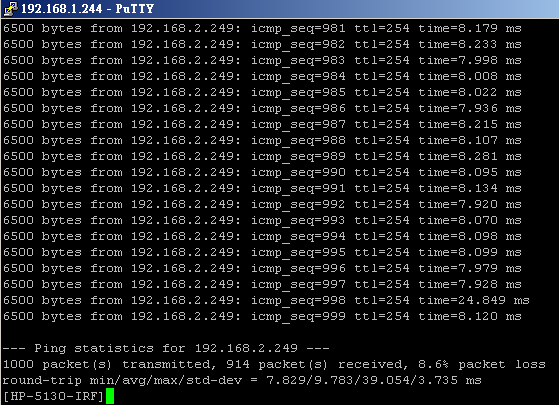 192.168.1.244 - PuTTY
6500 bytes from 192.168.2.249: icmp_seq=981 ttl=254 time=8.179 ms
6500 bytes from 192.168.2.249: icmp_seq=982 ttl=254 time=8.233 ms
6500 bytes from 192.168.2.249: icmp_seq=983 ttl=254 time=7.998 ms
6500 bytes from 192.168.2.249: icmp_seq=984 ttl=254 time=8.008 ms
6500 bytes from 192.168.2.249: icmp_seq=985 ttl=254 time=8.022 ms
6500 bytes from 192.168.2.249: icmp_seq=986 ttl=254 time=7.936 ms
6500 bytes from 192.168.2.249: icmp_seq=987 ttl=254 time=8.215 ms
6500 bytes from 192.168.2.249: icmp_seq=988 ttl=254 time=8.107 ms
6500 bytes from 192.168.2.249: icmp_seq=989 ttl=254 time=8.281 ms
6500 bytes from 192.168.2.249: icmp_seq=990 ttl=254 time=8.095 ms
6500 bytes from 192.168.2.249: icmp_seq=991 ttl=254 time=8.134 ms
6500 bytes from 192.168.2.249: icmp_seq=992 ttl=254 time=7.920 ms
6500 bytes from 192.168.2.249: icmp_seq=993 ttl=254 time=8.070 ms
6500 bytes from 192.168.2.249: icmp_seq=994 ttl=254 time=8.098 ms
6500 bytes from 192.168.2.249: icmp_seq=995 ttl=254 time=8.099 ms
6500 bytes from 192.168.2.249: icmp_seq=996 ttl=254 time=7.979 ms
6500 bytes from 192.168.2.249: icmp_seq=997 ttl=254 time=7.928 ms
6500 bytes from 192.168.2.249: icmp_seq=998 ttl=254 time=24.849 ms
6500 bytes from 192.168.2.249: icmp_seq=999 ttl=254 time=8.120 ms
--- Ping statistics for 192.168.2.249 ---
1000 packet(s) transmitted, 914 packet(s) received, 8.6% packet loss
round-trip min/avg/max/std-dev = 7.829/9.783/39.054/3.735 ms
[HP-5130-IRF]